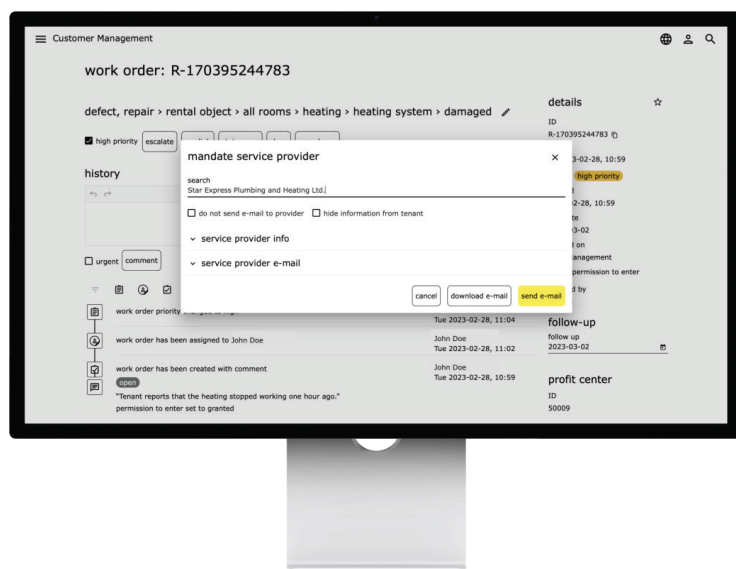 Customer Management
work order: R-170395244783
defect, repair › rental object › all rooms › heating › heating system › damaged
high priority
escalate
history
urgent
comment
mandate service provider
search
Star Express Plumbing and Heating Ltd.
do not send e-mail to provider
hide information from tenant
service provider info
service provider e-mail
cancel
download e-mail
send e-mail
work order priority
Tue 2023-02-28, 11:04
work order has been assigned to John Doe
John Doe
Tue 2023-02-28, 11:02
work order has been created with comment
John Doe
Tue 2023-02-28, 10:59
open
"Tenant reports that the heating stopped working one hour ago."
permission to enter set to granted
details
ID
R-170395244783
3-02-28, 10:59
high priority
2-28, 10:59
3-02
on
permission to enter
by
follow-up
follow up
2023-03-02
profit center
ID
50009